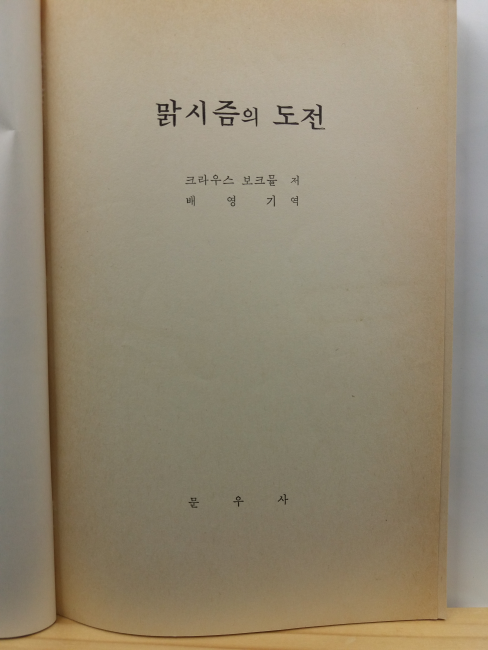 맑시즘의 도전
크라우스 보크뮬 저
배 영 기 역
문 우 사